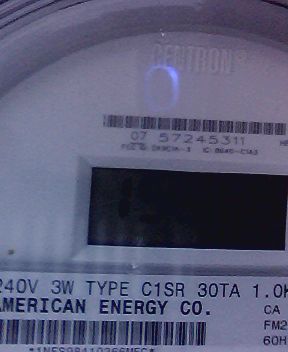 CENTRON®
07 57245311
240V 3W TYPE C1SR 30TA 1.0K
AMERICAN ENERGY CO.
CA
FM2
60H